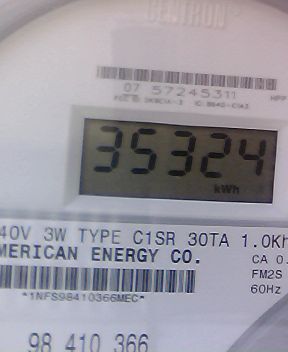 CENTRON
07 57245311
35324
kWh
40V 3W TYPE C1SR 30TA 1.0Kh
MERICAN ENERGY CO.
CA 0.
FM2S
*1NFS98410366MEC*
60Hz
98 410 366